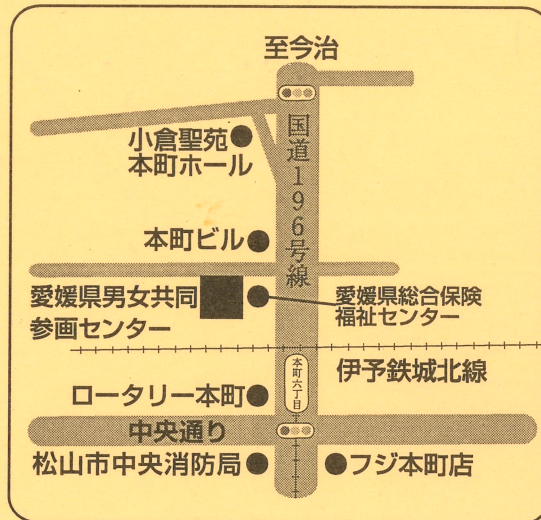 至今治
国道196号線
小倉聖苑
本町ホール
本町ビル
愛媛県男女共同
参画センター
愛媛県総合保険
福祉センター
本町六丁目
伊予鉄城北線
ロータリー本町
中央通り
松山市中央消防局
フジ本町店